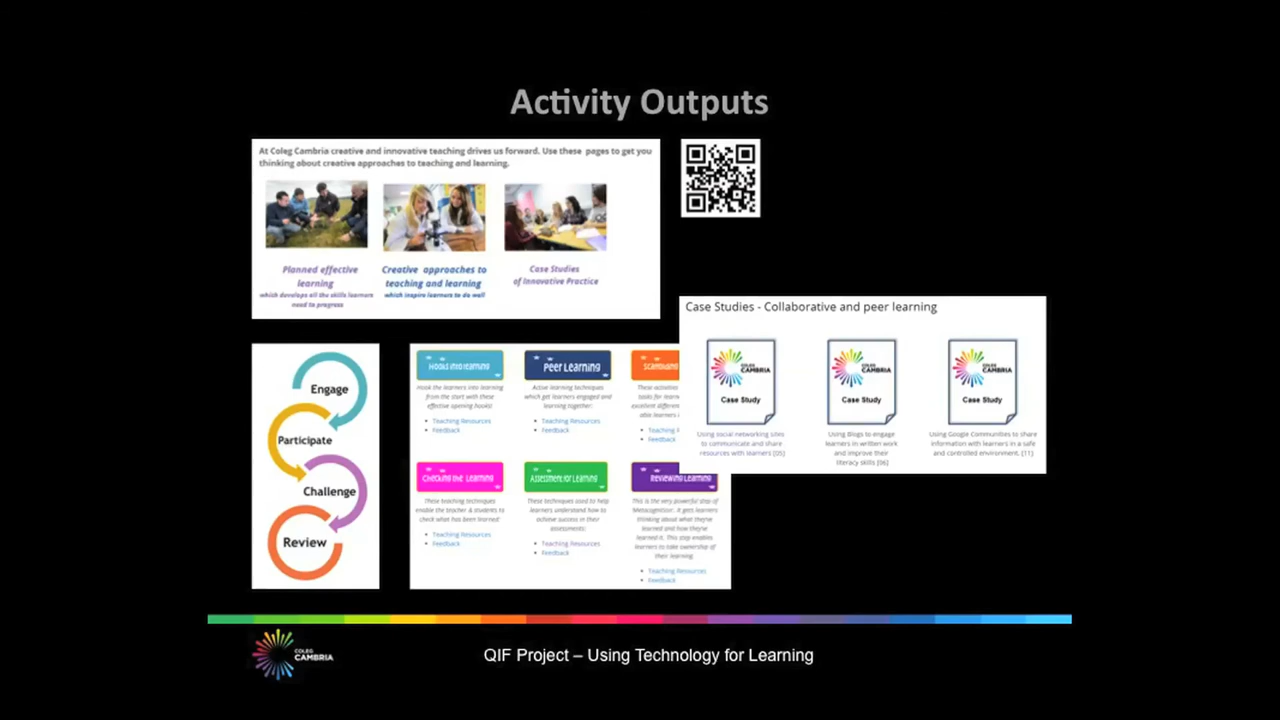 Activity Outputs
At Coleg Cambria creative and innovative teaching drives us forward. Use these pages to get you
thinking about creative approaches to teaching and learning.
Planned effective
learning
which develops all the skills learners
need to progress
Creative approaches to
teaching and learning
which inspire learners to do well
Case Studies
of Innovative Practice
Case Studies - Collaborative and peer learning
COLEG
CAMBRIA
Case Study
Using social networking sites
to communicate and share
resources with learners [05]
COLEG
CAMBRIA
Case Study
Using Blogs to engage
learners in written work
and improve their
literacy skills [06]
COLEG
CAMBRIA
Case Study
Using Google Communities to share
information with learners in a safe
and controlled environment. [11]
Engage
Participate
Challenge
Review
Hooks into learning
Hook the learners into learning
from the start with these
effective opening hooks!
Teaching Resources
Feedback
Peer Learning
Active learning techniques
which get learners engaged and
learning together:
Teaching Resources
Feedback
These activities
tasks for learn
excellent differen
able learners
Teaching R
Feedback
Checking the Learning
These teaching techniques
enable the teacher & students to
check what has been learned:
Teaching Resources
Feedback
Assessment for Learning
These techniques used to help
learners understand how to
achieve success in their
assessments:
Teaching Resources
Feedback
Reviewing Learning
This is the very powerful step of
Metacognition. It gets learners
thinking about what they've
learned and how they've
learned it. This step enables
learners to take ownership of
their learning
Teaching Resources
Feedback
COLEG
CAMBRIA
QIF Project – Using Technology for Learning